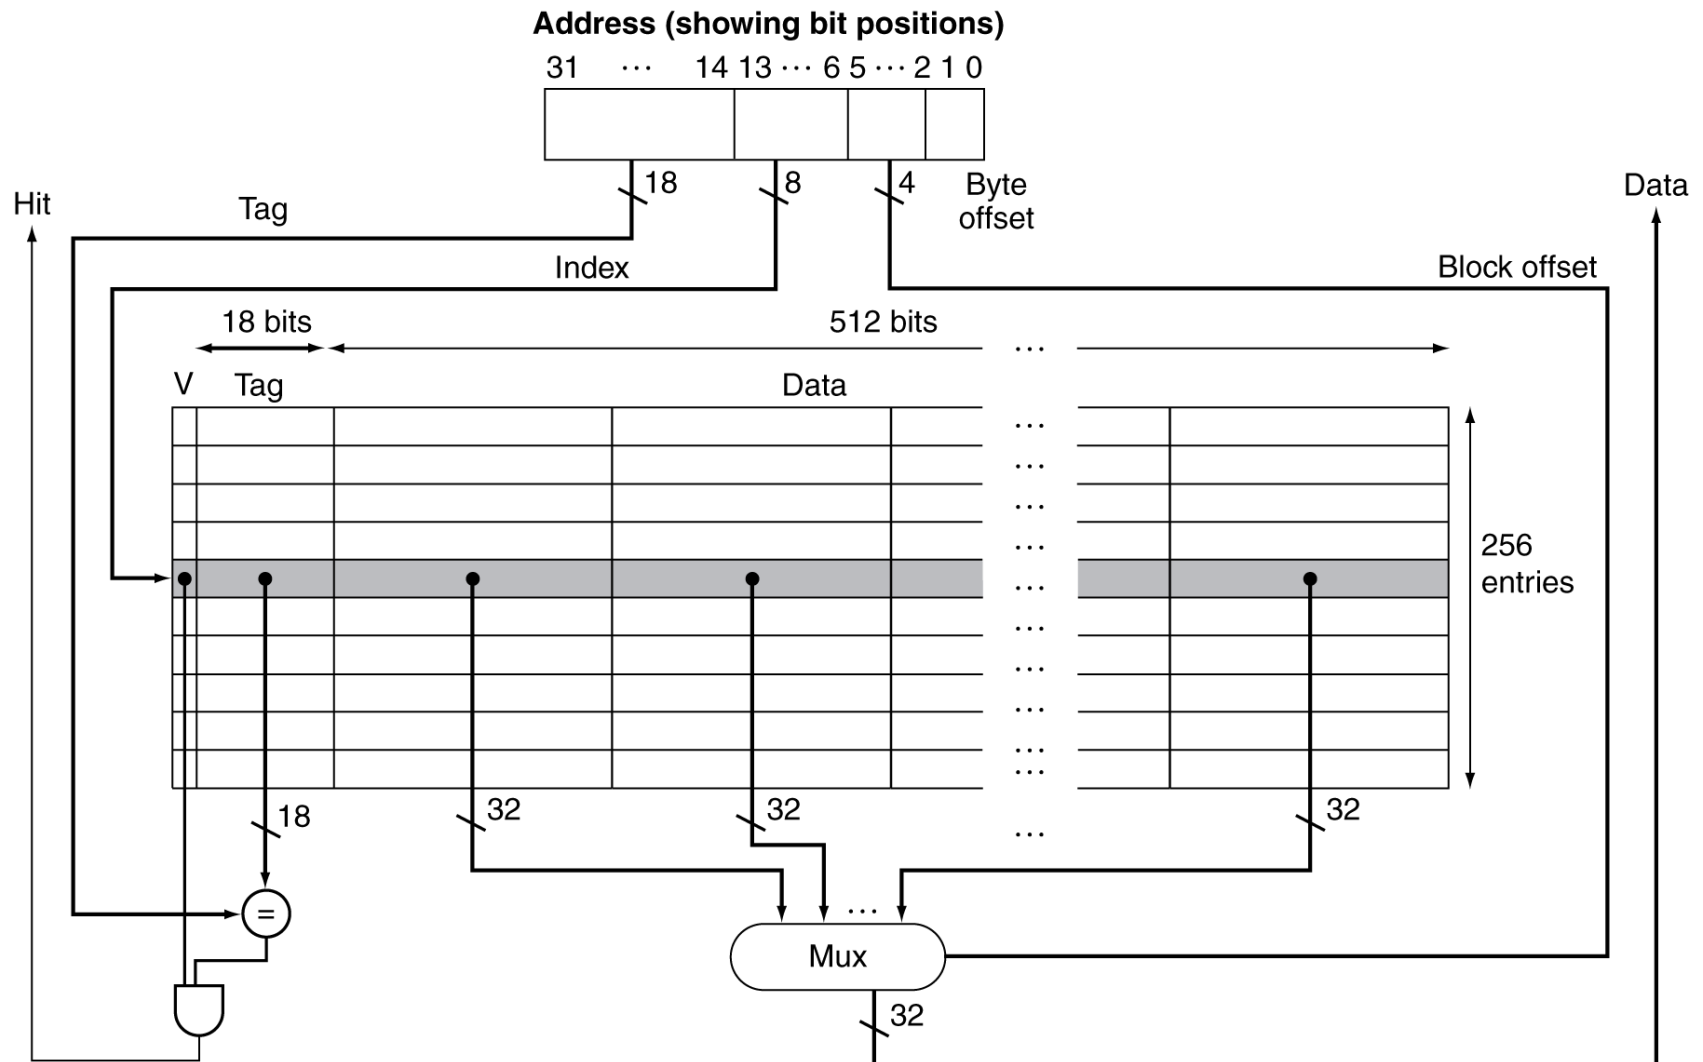 Address (showing bit positions)
31 ··· 14 13 ··· 6 5 ··· 2 1 0
18
8
4
Byte
offset
Hit
Tag
Data
Index
Block offset
18 bits
512 bits
...
V
Tag
Data
...
...
...
...
...
...
...
...
...
...
256
entries
18
32
32
...
32
=
...
Mux
32